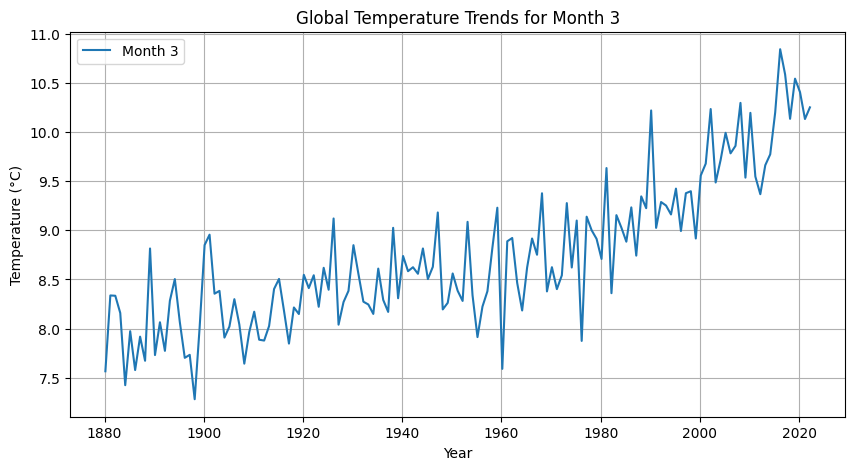 Global Temperature Trends for Month 3
Month 3
11.0
10.5
10.0
9.5
9.0
8.5
8.0
7.5
Temperature (°C)
1880 1900 1920 1940 1960 1980 2000 2020
Year